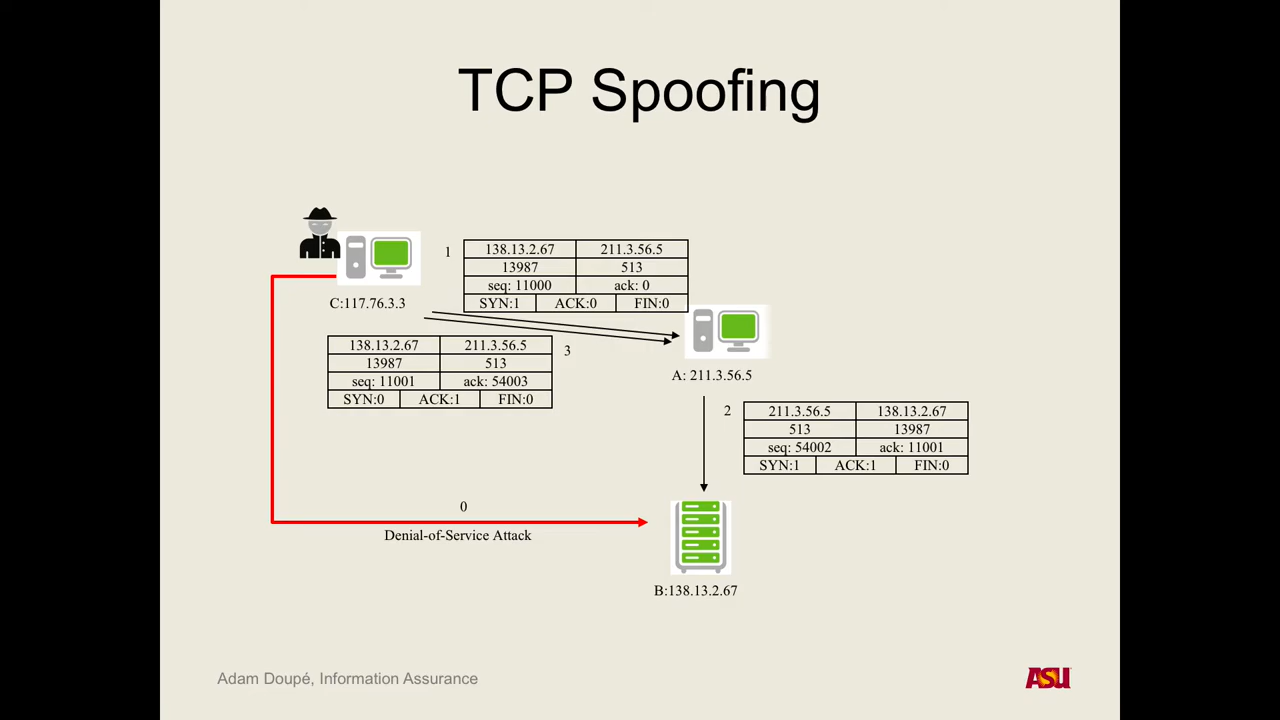 TCP Spoofing
1
138.13.2.67 211.3.56.5
13987 513
seq: 11000 ack: 0
SYN:1 ACK:0 FIN:0
C:117.76.3.3
138.13.2.67 211.3.56.5
13987 513
seq: 11001 ack: 54003
SYN:0 ACK:1 FIN:0
3
A: 211.3.56.5
2
211.3.56.5 138.13.2.67
513 13987
seq: 54002 ack: 11001
SYN:1 ACK:1 FIN:0
0
Denial-of-Service Attack
B:138.13.2.67
Adam Doupé, Information Assurance
ASU